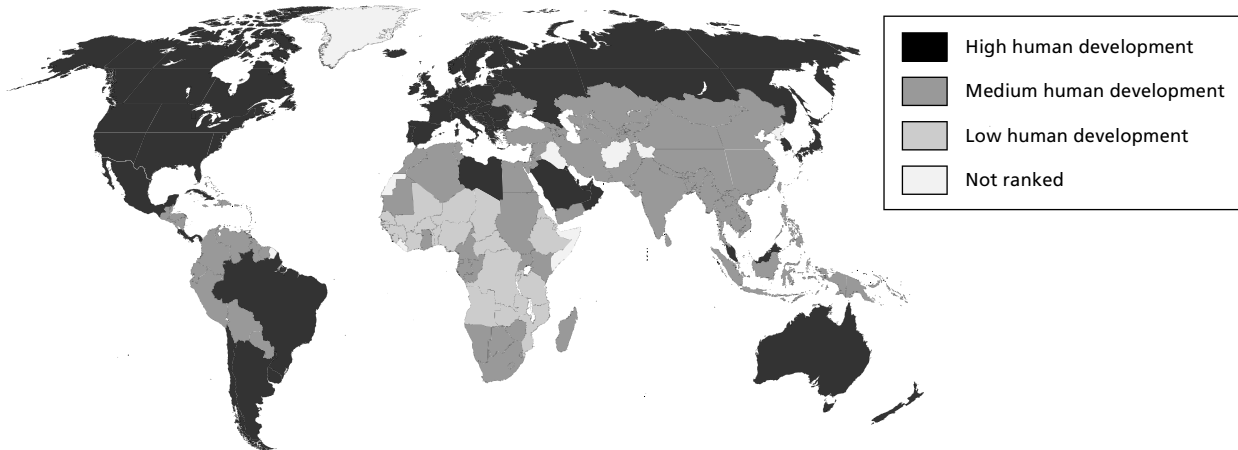 High human development
Medium human development
Low human development
Not ranked